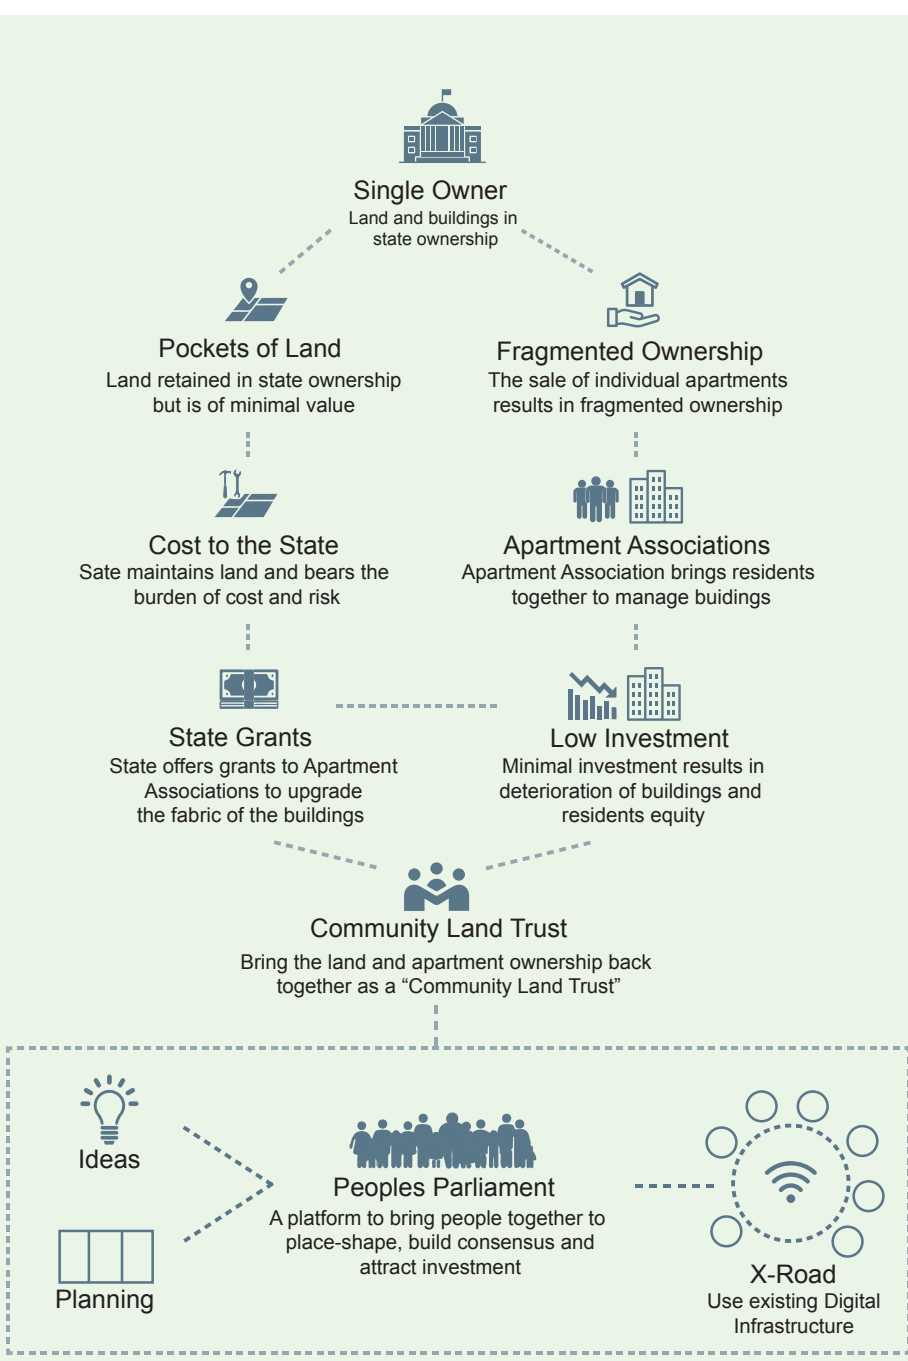 Single Owner
Land and buildings in
state ownership
Pockets of Land
Land retained in state ownership
but is of minimal value
Fragmented Ownership
The sale of individual apartments
results in fragmented ownership
Cost to the State
Sate maintains land and bears the
burden of cost and risk
Apartment Associations
Apartment Association brings residents
together to manage buidings
State Grants
State offers grants to Apartment
Associations to upgrade
the fabric of the buildings
Low Investment
Minimal investment results in
deterioration of buildings and
residents equity
Community Land Trust
Bring the land and apartment ownership back
together as a “Community Land Trust”
Ideas
Planning
Peoples Parliament
A platform to bring people together to
place-shape, build consensus and
attract investment
X-Road
Use existing Digital
Infrastructure